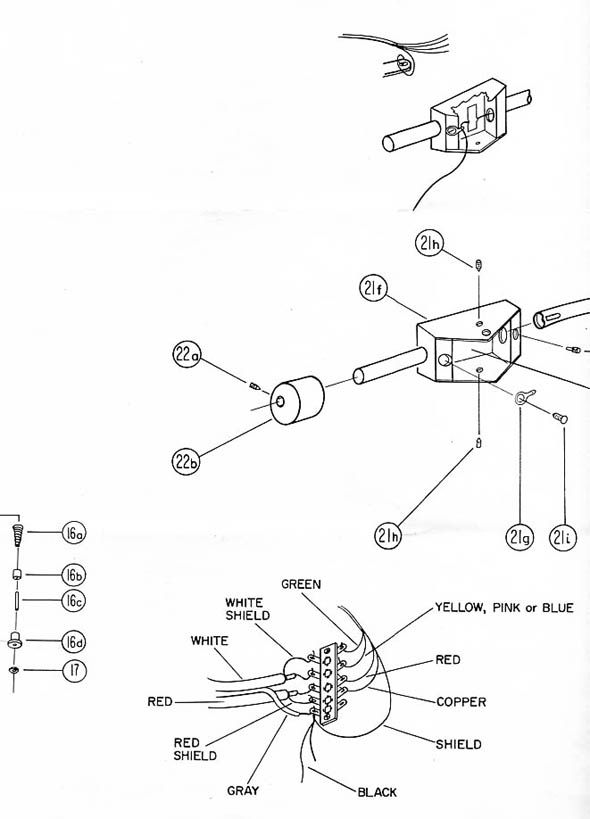 21h
21f
22a
22b
21h
21g
21i
16a
16b
16c
16d
17
GREEN
WHITE
SHIELD
YELLOW, PINK or BLUE
WHITE
RED
RED
COPPER
RED
SHIELD
SHIELD
GRAY
BLACK